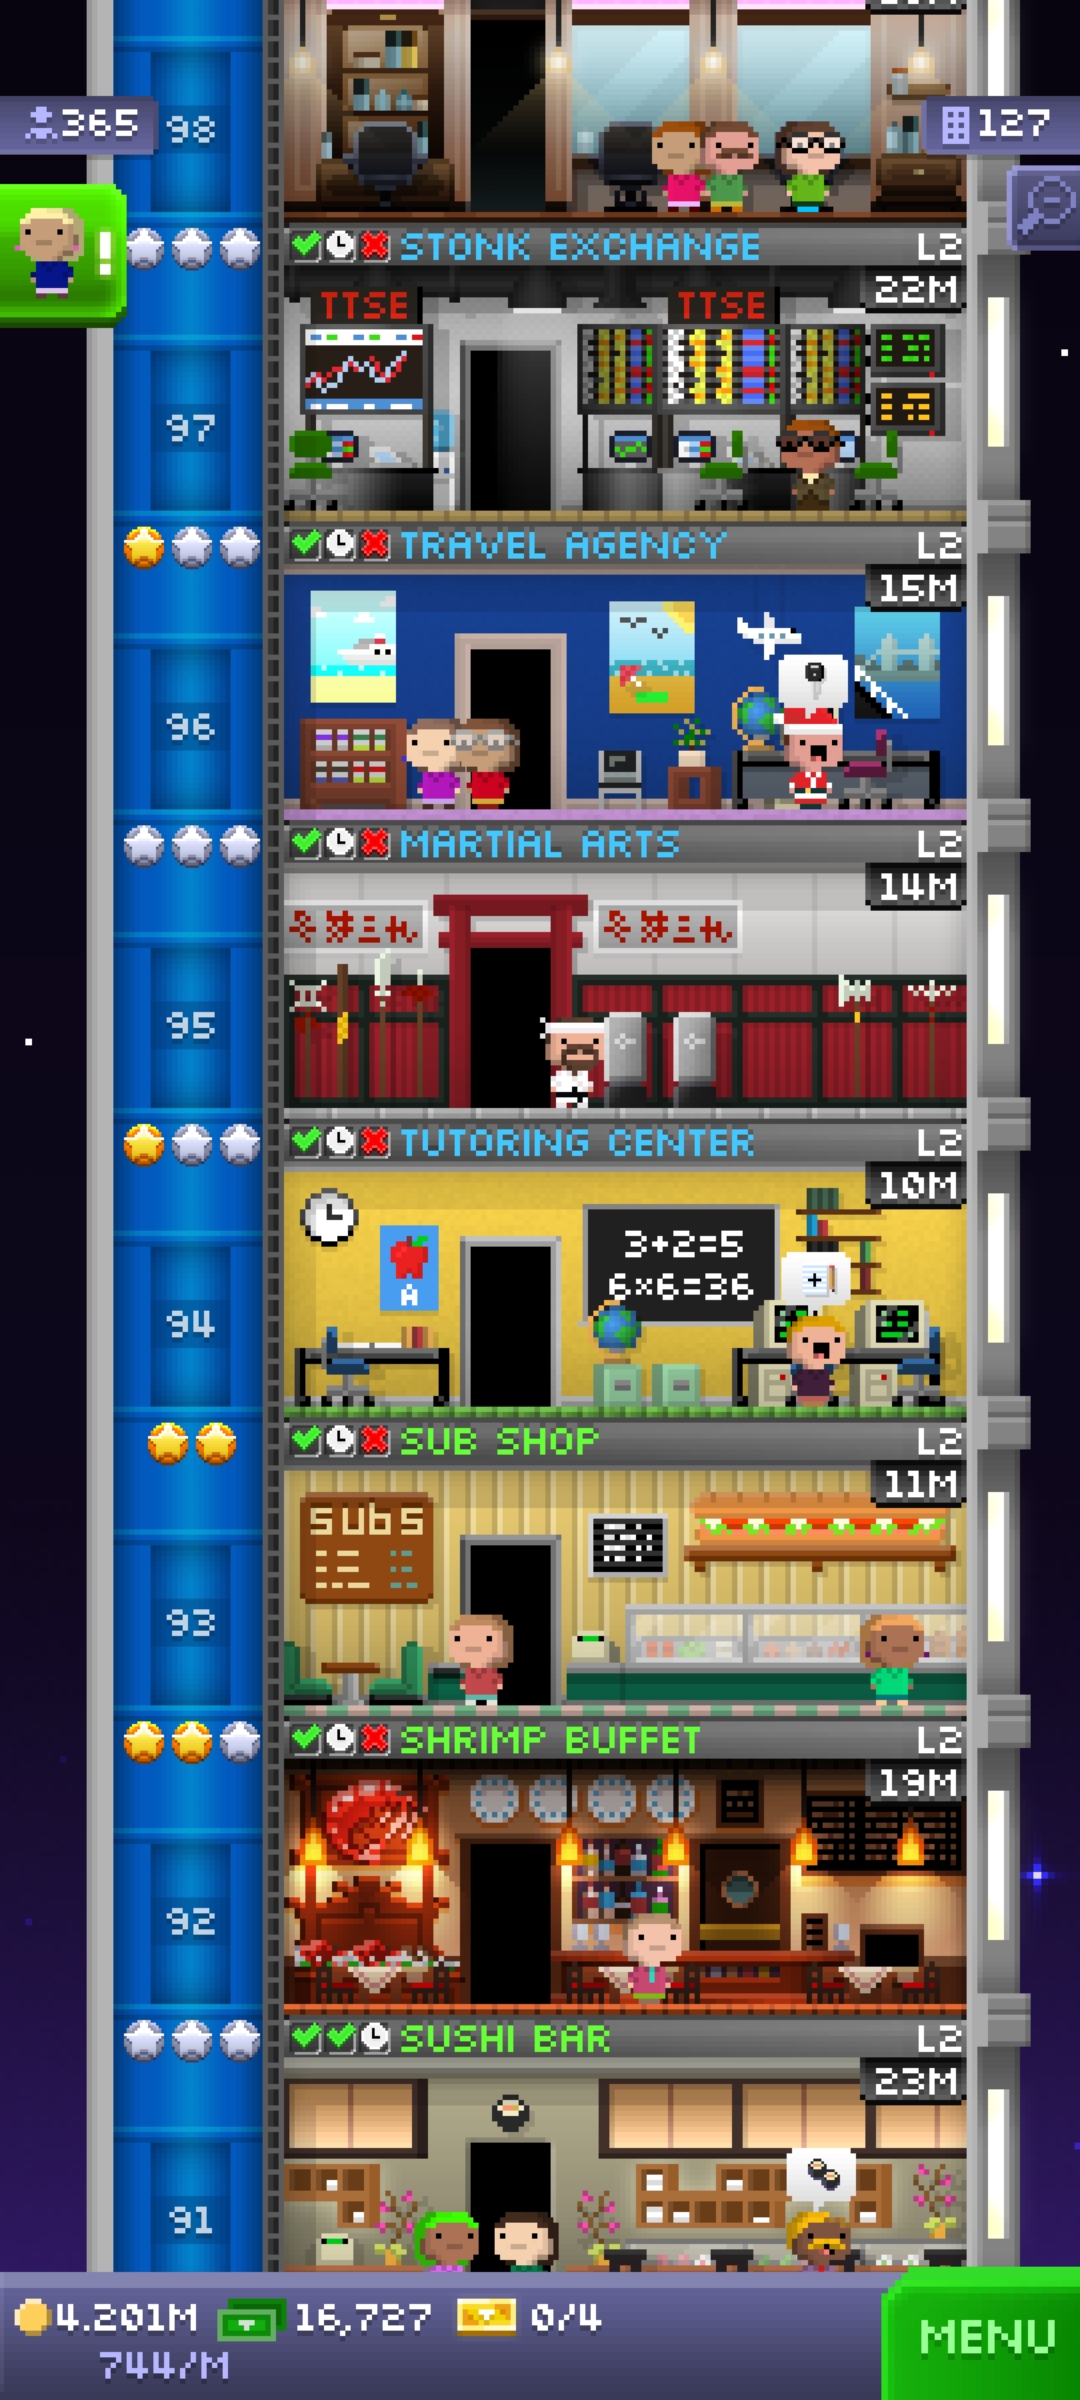 365
98
127
STONK EXCHANGE
L2
22M
TTSE
TTSE
97
TRAVEL AGENCY
L2
15M
96
MARTIAL ARTS
L2
14M
95
TUTORING CENTER
L2
10M
3+2=5
6×6=36
A
94
SUB SHOP
L2
11M
subs
93
SHRIMP BUFFET
L2
19M
92
SUSHI BAR
L2
23M
91
4.201M
16,727
0/4
744/M
MENU